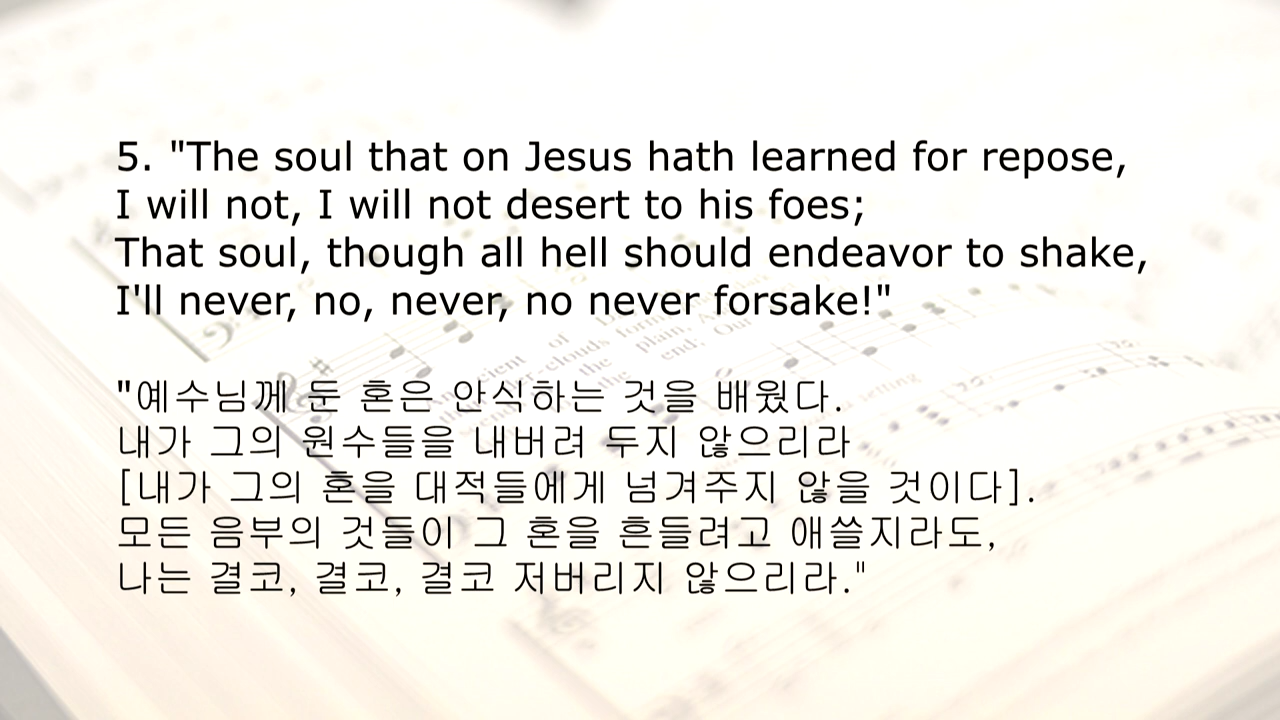 5. "The soul that on Jesus hath learned for repose,
I will not, I will not desert to his foes;
That soul, though all hell should endeavor to shake,
I'll never, no, never, no never forsake!"
"예수님께 둔 혼은 안식하는 것을 배웠다.
내가 그의 원수들을 내버려 두지 않으리라
[내가 그의 혼을 대적들에게 넘겨주지 않을 것이다].
모든 음부의 것들이 그 혼을 흔들려고 애쓸지라도,
나는 결코, 결코, 결코 저버리지 않으리라."